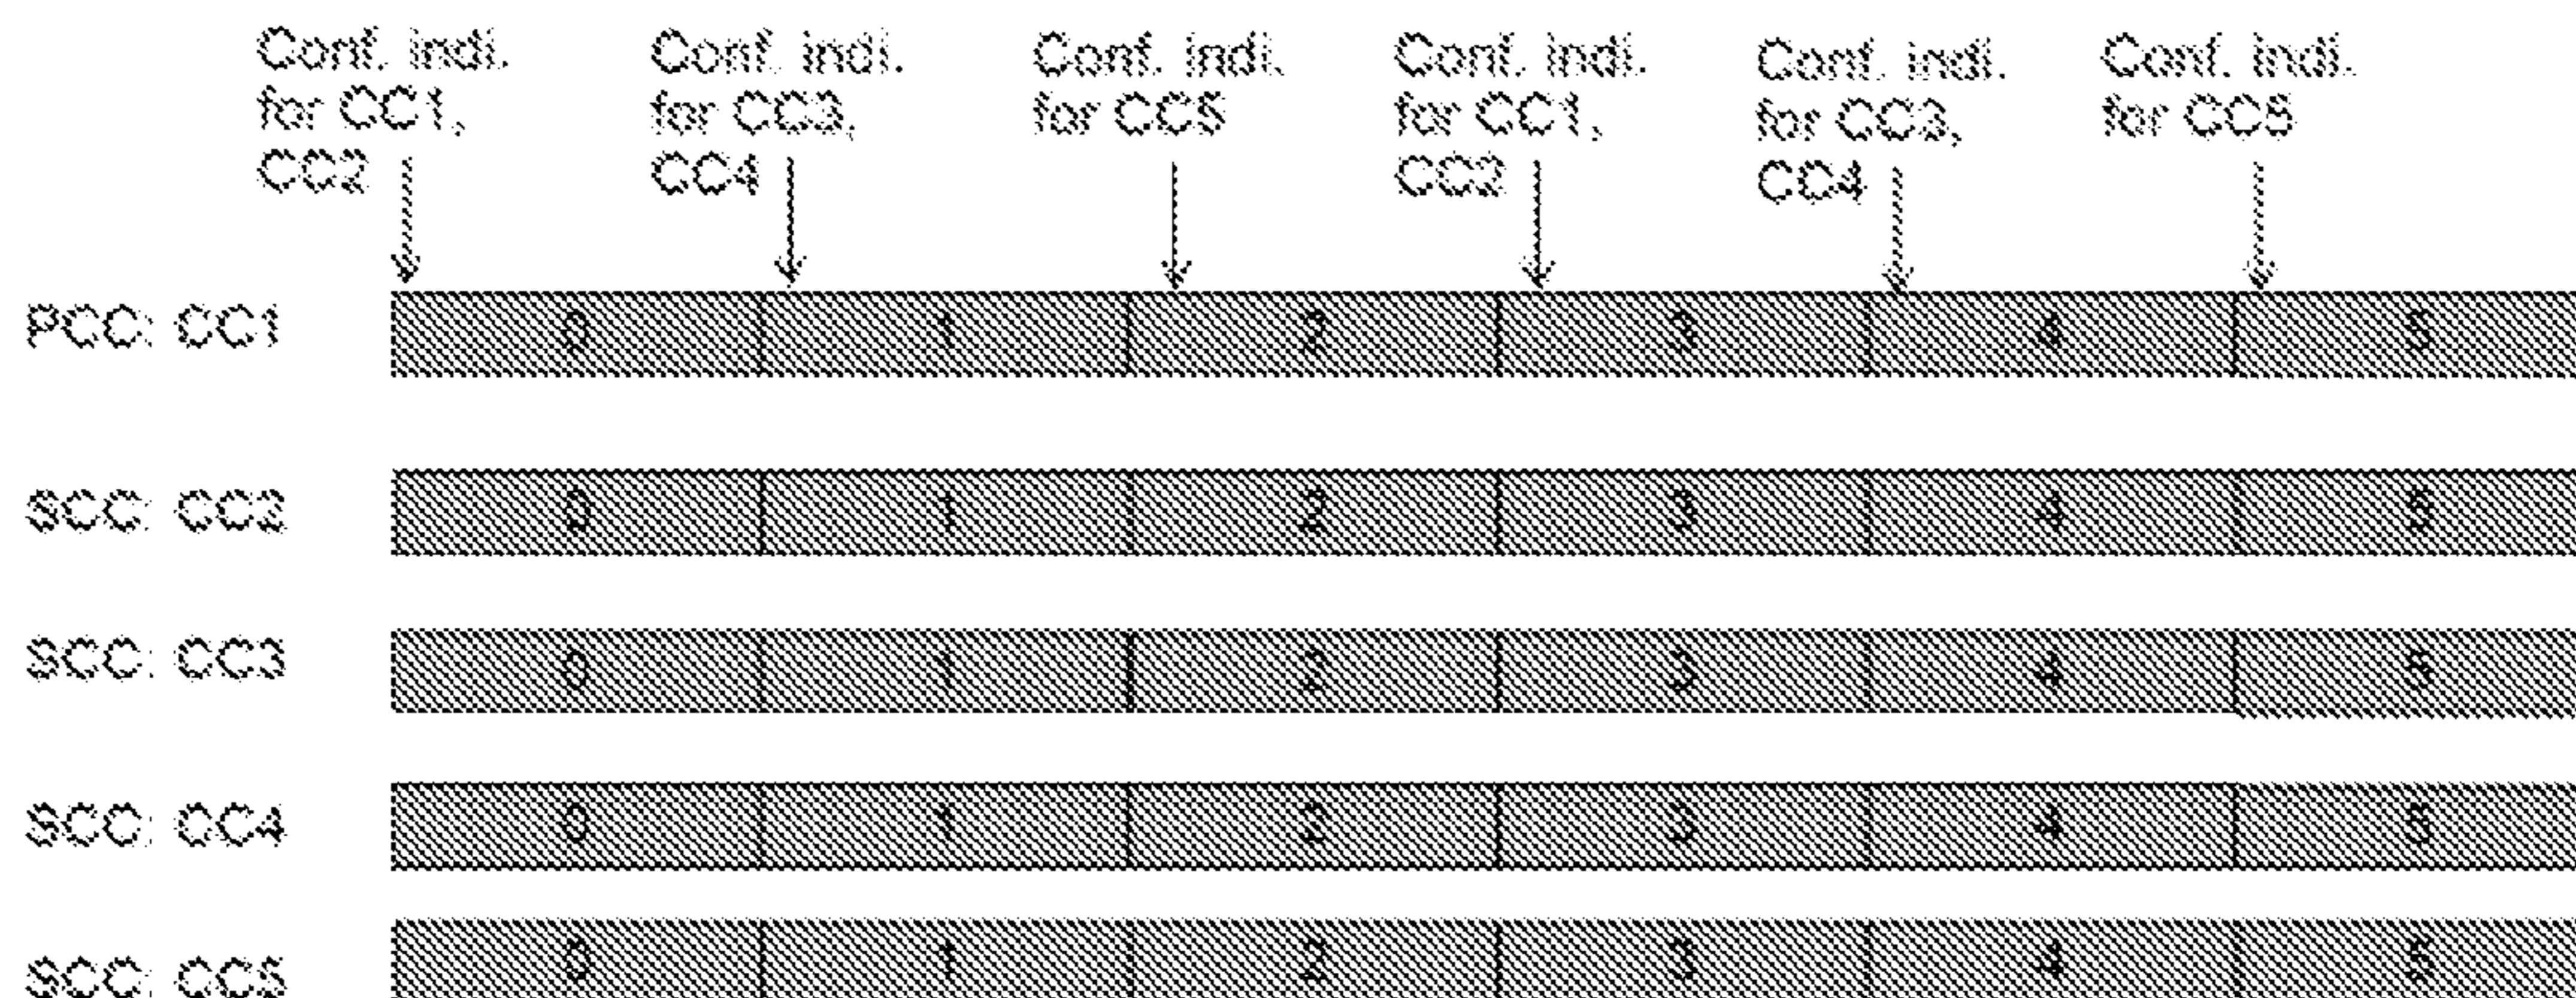 Conf. indi. for CC1, CC2
Conf. indi. for CC3, CC4
Conf. indi. for CC5
Conf. indi. for CC1, CC2
Conf. indi. for CC3, CC4
Conf. indi. for CC5
PCC: CC1 0 1 2 3 4 5
SCC: CC2 0 1 2 3 4 5
SCC: CC3 0 1 2 3 4 5
SCC: CC4 0 1 2 3 4 5
SCC: CC5 0 1 2 3 4 5